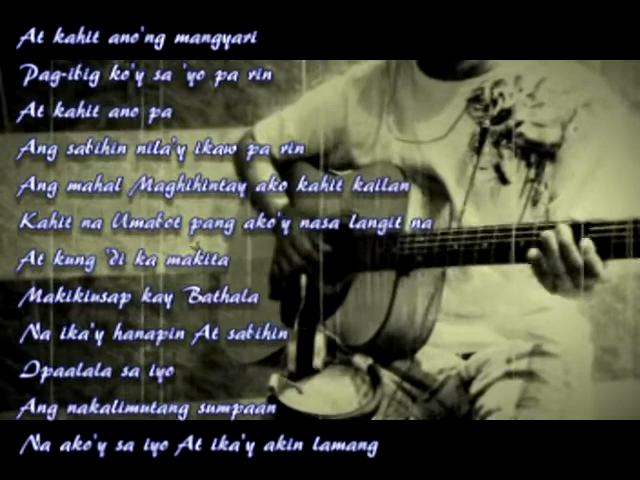 At kahit ano'ng mangyari
Pag-ibig ko'y sa 'yo pa rin
At kahit ano pa
Ang sabihin nila'y ikaw pa rin
Ang mahal Maghihintay ako kahit kailan
Kahit na Umabot pang ako'y nasa langit na
At kung 'di ka makita
Makikiusap kay Bathala
Na ika'y hanapin At sabihin
Ipaalala sa iyo
Ang nakalimutang sumpaan
Na ako'y sa iyo At ika'y akin lamang